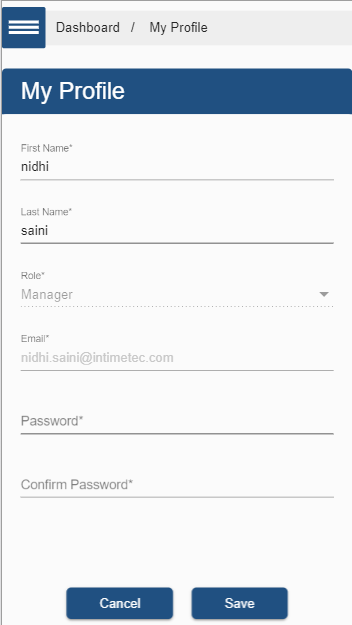 Dashboard / My Profile
My Profile
First Name*
nidhi
Last Name*
saini
Role*
Manager
Email*
nidhi.saini@intimetec.com
Password*
Confirm Password*
Cancel Save